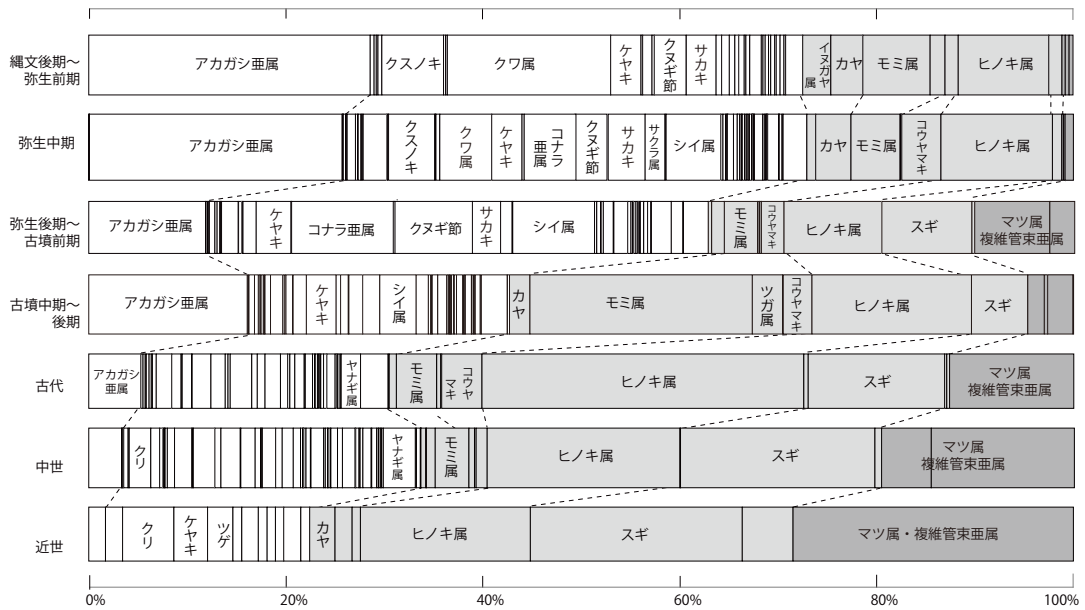 縄文後期～
弥生前期
アカガシ亜属
クスノキ
クワ属
ケヤキ
クヌギ節
サカキ
イヌガヤ
属
カヤ
モミ属
ヒノキ属
弥生中期
アカガシ亜属
クスノキ
クワ属
ケヤキ
コナラ
亜属
クヌギ節
サカキ
サクラ属
シイ属
カヤ
モミ属
コウヤマキ
ヒノキ属
弥生後期～
古墳前期
アカガシ亜属
ケヤキ
コナラ亜属
クヌギ節
サカキ
シイ属
モミ属
コウヤマキ
ヒノキ属
スギ
マツ属
複維管束亜属
古墳中期～
後期
アカガシ亜属
ケヤキ
シイ属
カヤ
モミ属
ツガ属
コウヤマキ
ヒノキ属
スギ
古代
アカガシ
亜属
ヤナギ属
モミ属
コウヤ
マキ
ヒノキ属
スギ
マツ属
複維管束亜属
中世
クリ
ヤナギ属
モミ属
ヒノキ属
スギ
マツ属
複維管束亜属
近世
クリ
ケヤキ
ツゲ
カヤ
ヒノキ属
スギ
マツ属・複維管束亜属
0%
20%
40%
60%
80%
100%